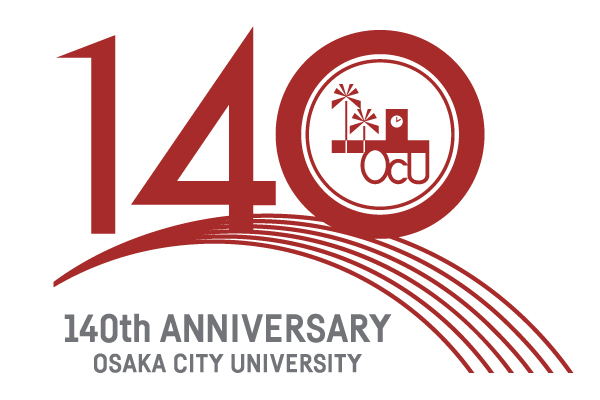 140
OcU
140th ANNIVERSARY
OSAKA CITY UNIVERSITY